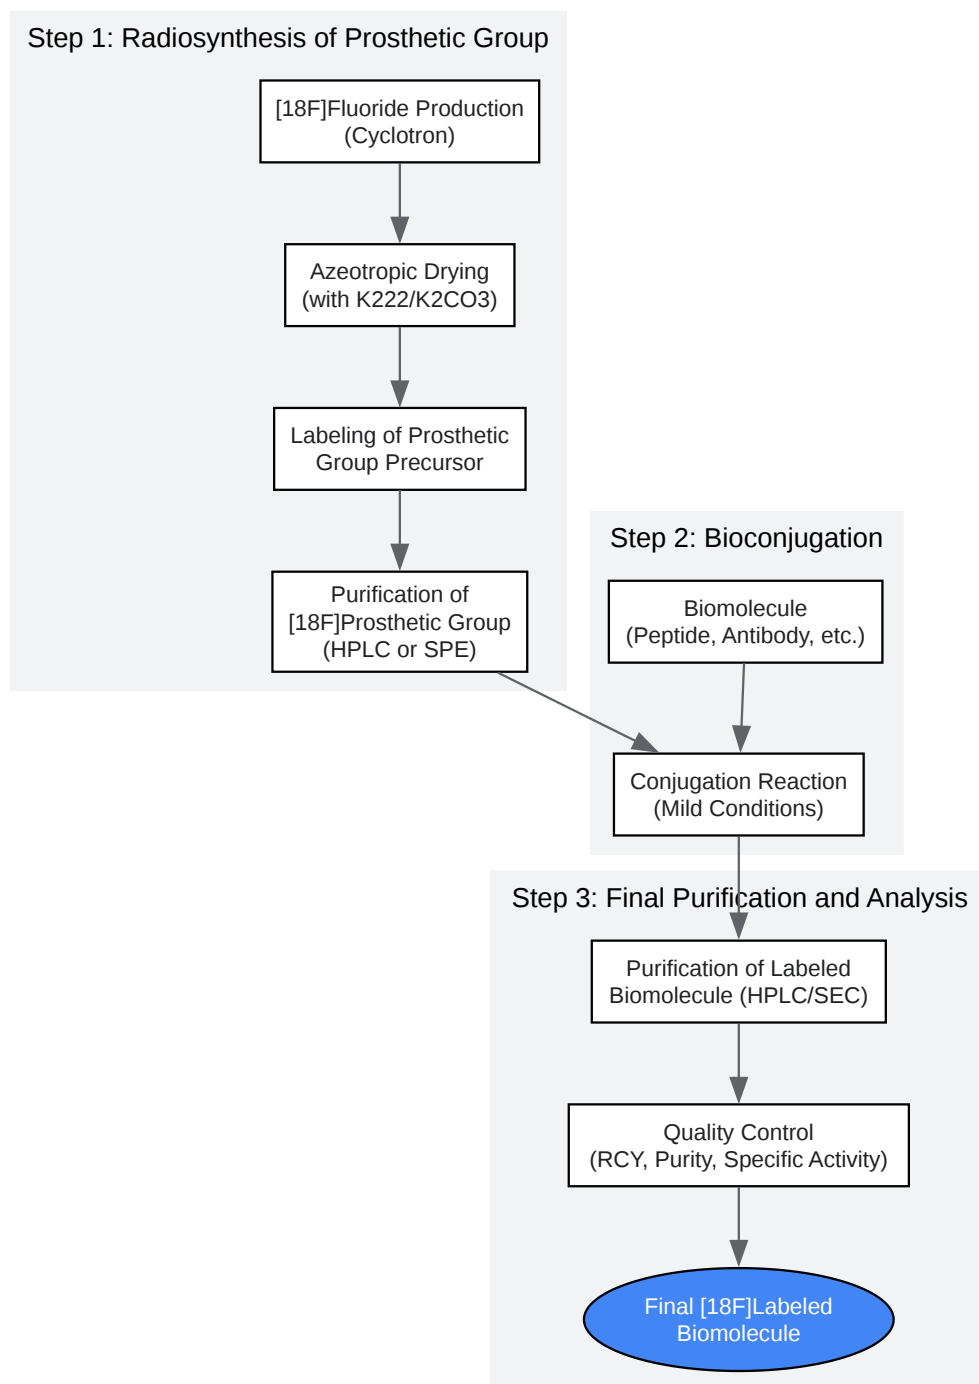 Step 1: Radiosynthesis of Prosthetic Group
[18F]Fluoride Production
(Cyclotron)
Azeotropic Drying
(with K222/K2CO3)
Labeling of Prosthetic
Group Precursor
Purification of
[18F]Prosthetic Group
(HPLC or SPE)
Step 2: Bioconjugation
Biomolecule
(Peptide, Antibody, etc.)
Conjugation Reaction
(Mild Conditions)
Step 3: Final Purification and Analysis
Purification of Labeled
Biomolecule (HPLC/SEC)
Quality Control
(RCY, Purity, Specific Activity)
Final [18F]Labeled
Biomolecule